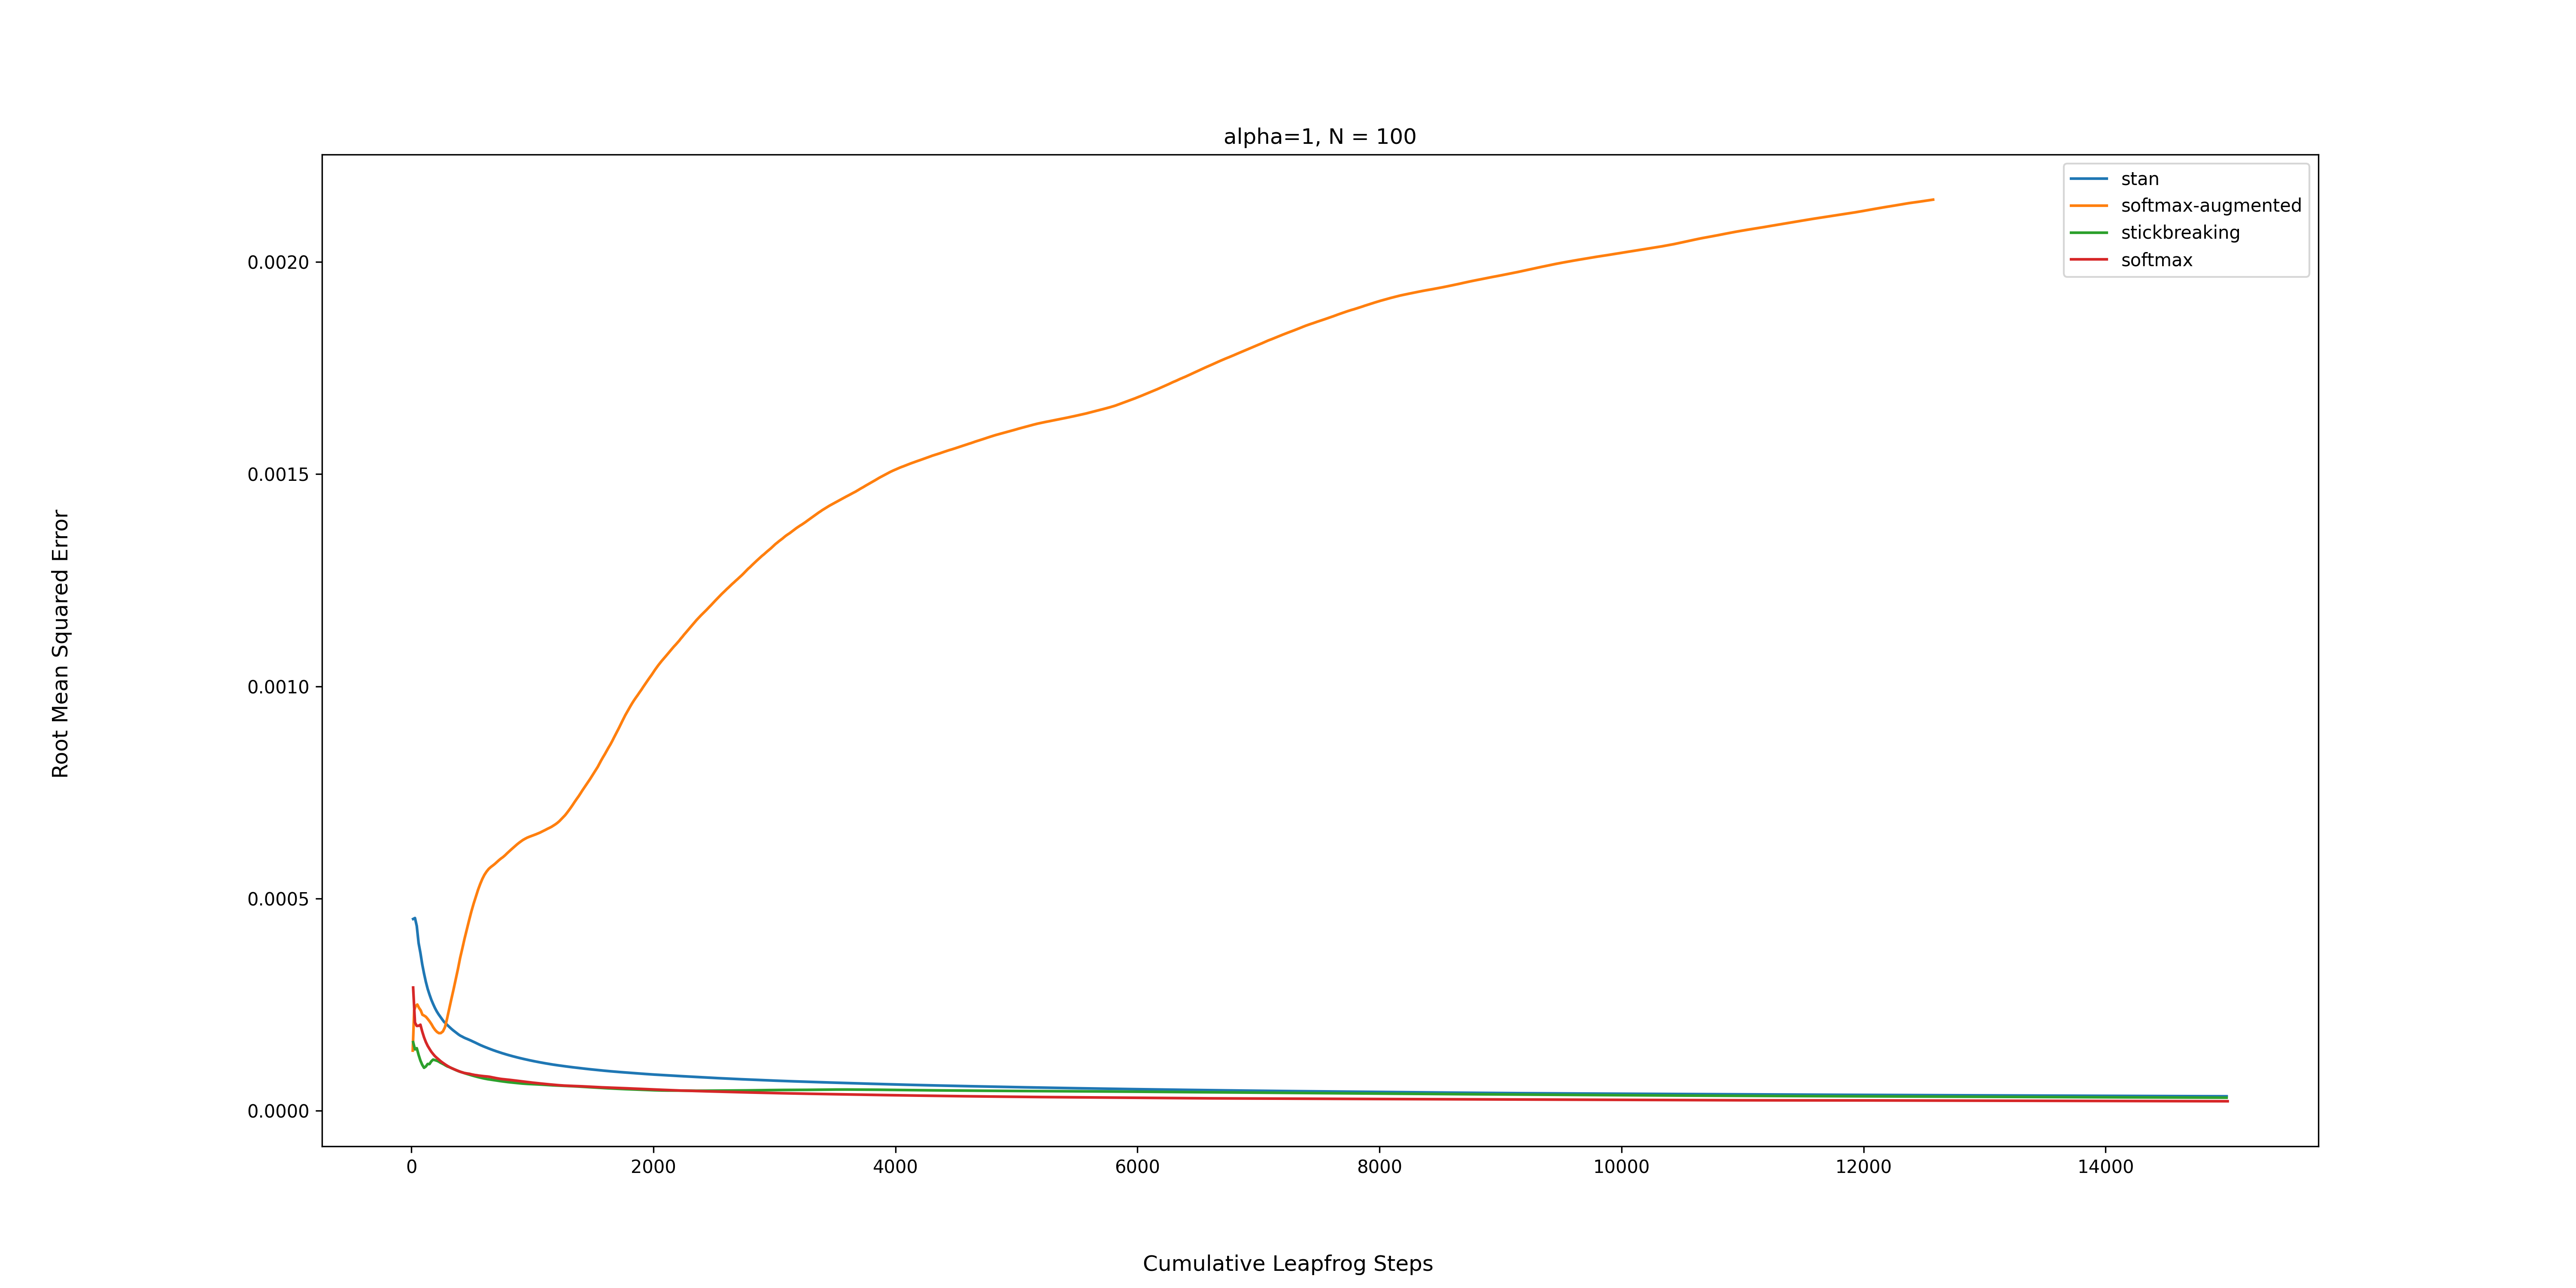 alpha=1, N = 100
stan
softmax-augmented
stickbreaking
softmax
Root Mean Squared Error
0.0020
0.0015
0.0010
0.0005
0.0000
0 2000 4000 6000 8000 10000 12000 14000
Cumulative Leapfrog Steps